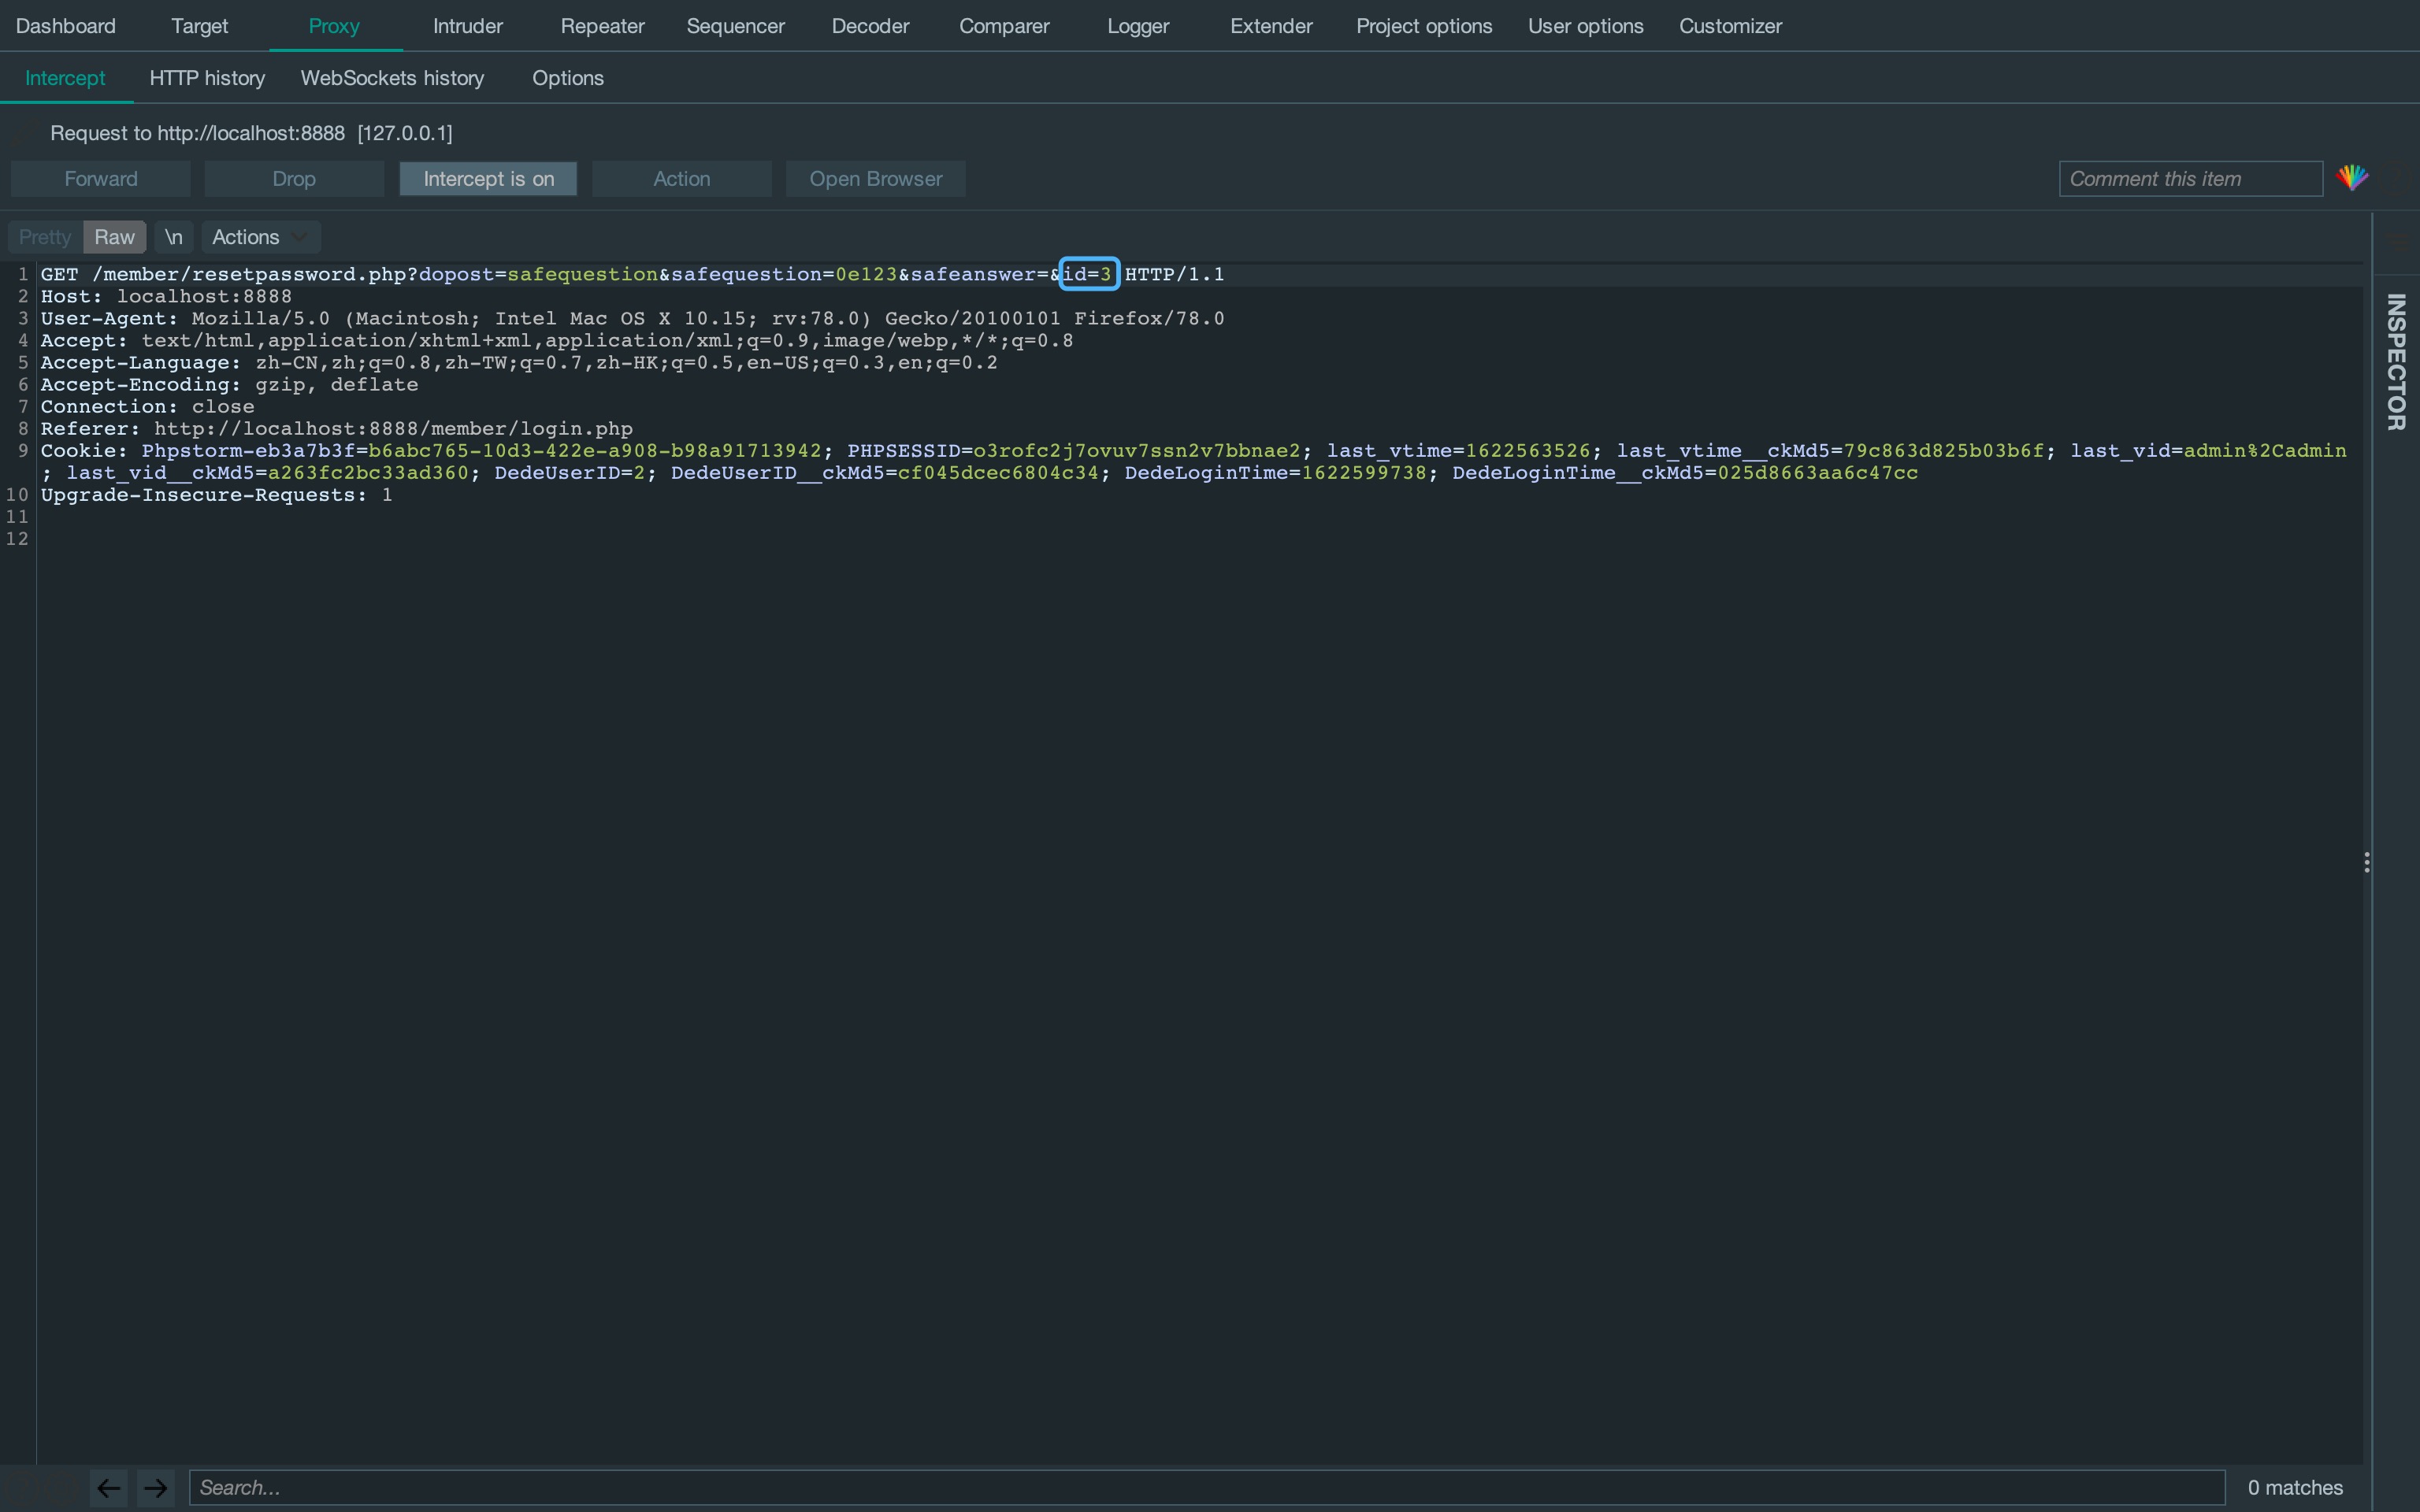 Dashboard Target Proxy Intruder Repeater Sequencer Decoder Comparer Logger Extender Project options User options Customizer
Intercept HTTP history WebSockets history Options
Request to http://localhost:8888 [127.0.0.1]
Forward Drop Intercept is on Action Open Browser Comment this item
Pretty Raw \n Actions
INSPECTOR
1 GET /member/resetpassword.php?dopost=safequestion&safequestion=0e123&safeanswer=&id=3 HTTP/1.1
2 Host: localhost:8888
3 User-Agent: Mozilla/5.0 (Macintosh; Intel Mac OS X 10.15; rv:78.0) Gecko/20100101 Firefox/78.0
4 Accept: text/html,application/xhtml+xml,application/xml;q=0.9,image/webp,*/*;q=0.8
5 Accept-Language: zh-CN,zh;q=0.8,zh-TW;q=0.7,zh-HK;q=0.5,en-US;q=0.3,en;q=0.2
6 Accept-Encoding: gzip, deflate
7 Connection: close
8 Referer: http://localhost:8888/member/login.php
9 Cookie: Phpstorm-eb3a7b3f=b6abc765-10d3-422e-a908-b98a91713942; PHPSESSID=o3rofc2j7ovuv7ssn2v7bbnae2; last_vtime=1622563526; last_vtime__ckMd5=79c863d825b03b6f; last_vid=admin%2Cadmin
; last_vid__ckMd5=a263fc2bc33ad360; DedeUserID=2; DedeUserID__ckMd5=cf045dcec6804c34; DedeLoginTime=1622599738; DedeLoginTime__ckMd5=025d8663aa6c47cc
10 Upgrade-Insecure-Requests: 1
11
12
Search... 0 matches